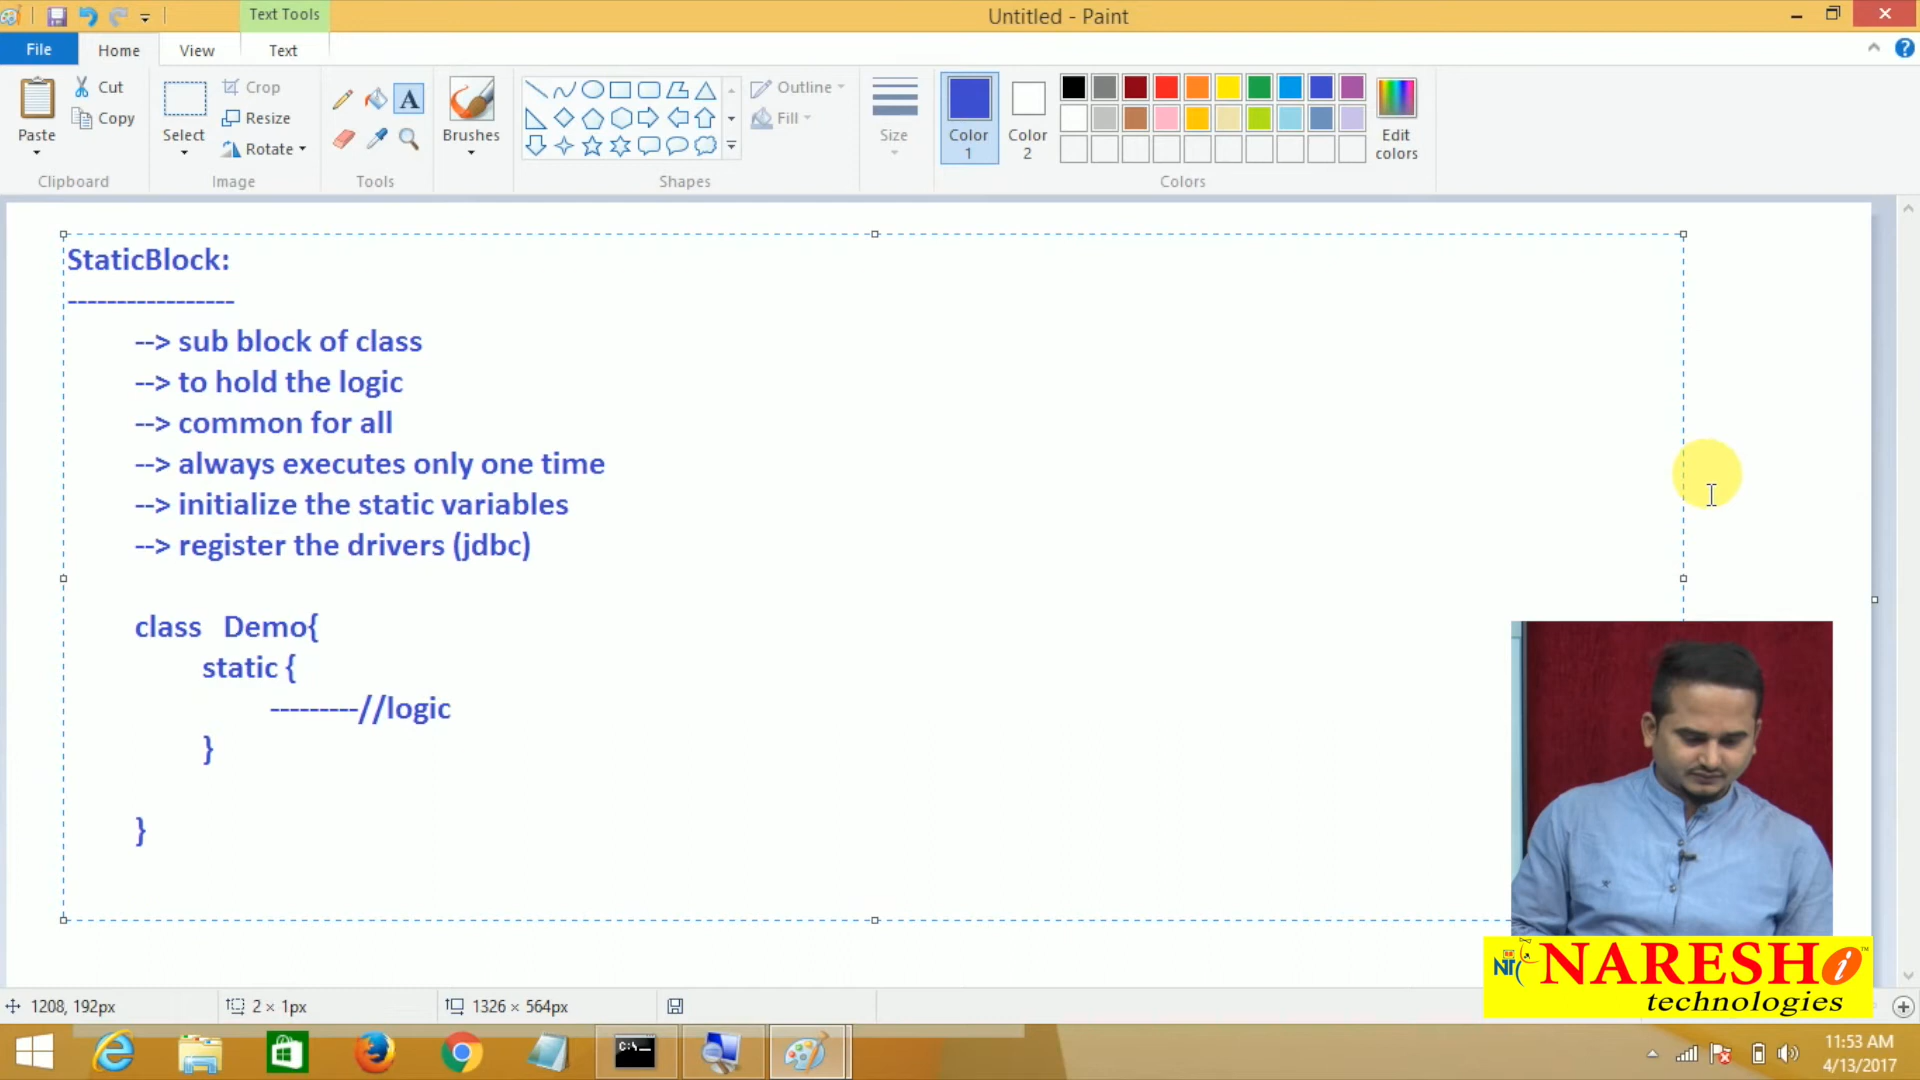 Text Tools
Untitled - Paint
File
Home
View
Text
Paste
Cut
Copy
Clipboard
Select
Crop
Resize
Rotate
Image
Tools
Brushes
Shapes
Outline
Fill
Size
Color 1
Color 2
Edit colors
Colors
StaticBlock:
-----------------
--> sub block of class
--> to hold the logic
--> common for all
--> always executes only one time
--> initialize the static variables
--> register the drivers (jdbc)
class Demo{
static {
---------//logic
}
}
NARESH i ™
technologies
1208, 192px
2 × 1px
1326 × 564px
C:\-
11:53 AM
4/13/2017